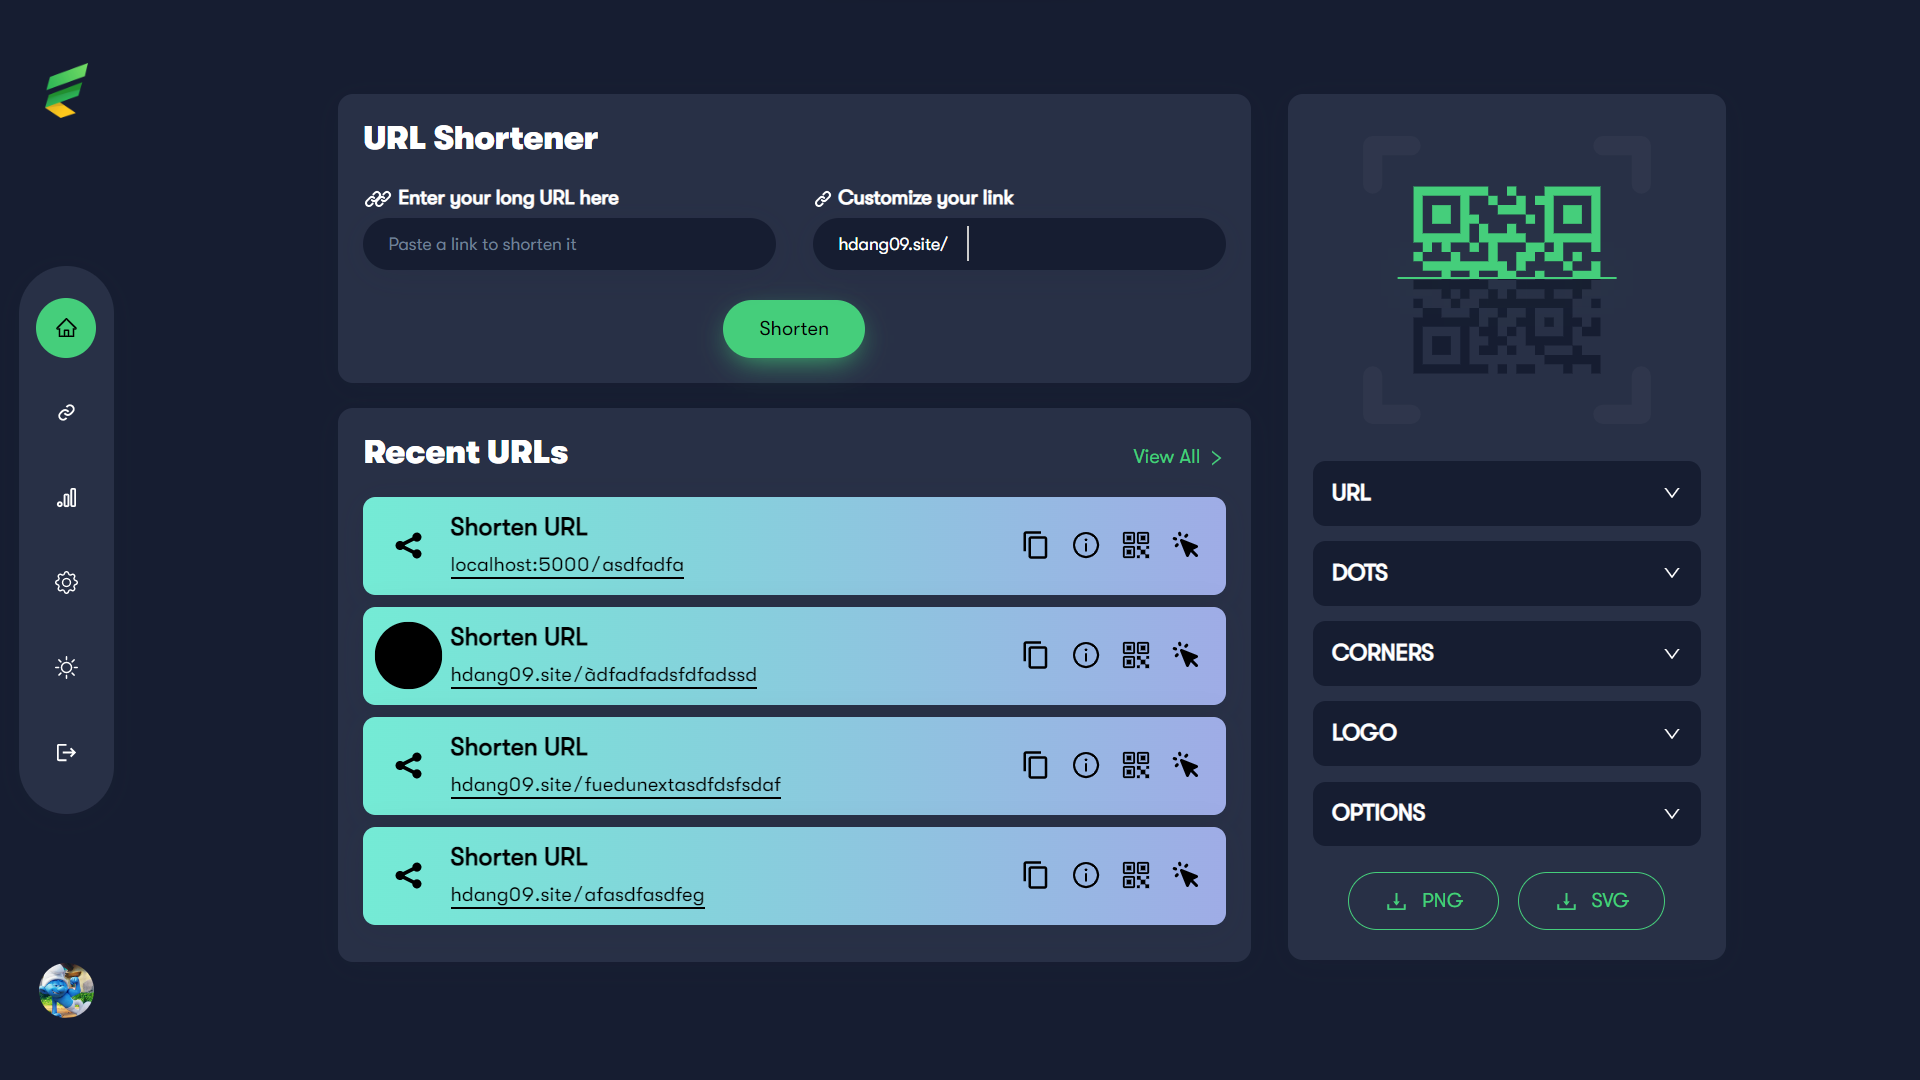 URL Shortener
Enter your long URL here
Paste a link to shorten it
Customize your link
hdang09.site/
Shorten
Recent URLs
View All
Shorten URL
localhost:5000/asdfadfa
Shorten URL
hdang09.site/àdfadfadsfdfadssd
Shorten URL
hdang09.site/fuedunextasdfdsfsdaf
Shorten URL
hdang09.site/afasdfasdfeg
URL
DOTS
CORNERS
LOGO
OPTIONS
PNG
SVG